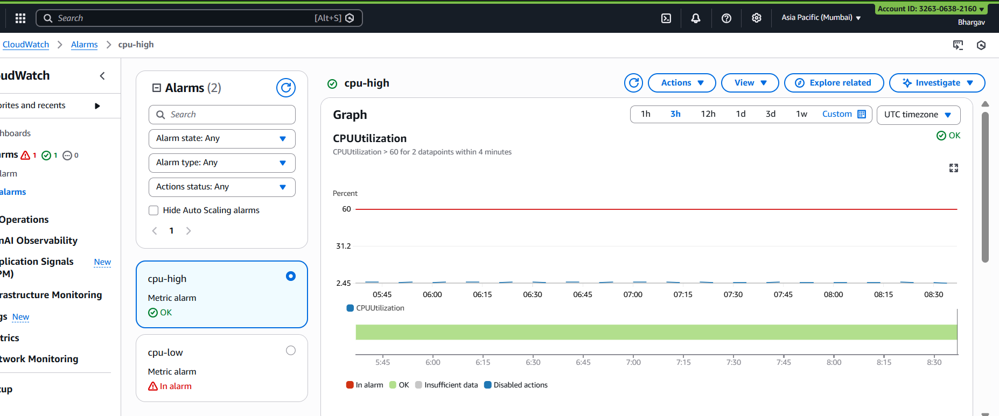 Search [Alt+S]
Asia Pacific (Mumbai)
Account ID: 3263-0638-2160
Bhargav
CloudWatch > Alarms > cpu-high
oudWatch
orites and recents
hboards
rms 1 1 0
larm
alarms
Operations
nAI Observability
plication Signals New
PM)
rastructure Monitoring
gs New
trics
twork Monitoring
tup
Alarms (2)
Search
Alarm state: Any
Alarm type: Any
Actions status: Any
Hide Auto Scaling alarms
1
cpu-high
Metric alarm
OK
cpu-low
Metric alarm
In alarm
cpu-high
Actions
View
Explore related
Investigate
Graph
1h 3h 12h 1d 3d 1w Custom
UTC timezone
CPUUtilization
OK
CPUUtilization > 60 for 2 datapoints within 4 minutes
Percent
60
31.2
2.45
05:45 06:00 06:15 06:30 06:45 07:00 07:15 07:30 07:45 08:00 08:15 08:30
CPUUtilization
5:45 6:00 6:15 6:30 6:45 7:00 7:15 7:30 7:45 8:00 8:15 8:30
In alarm OK Insufficient data Disabled actions